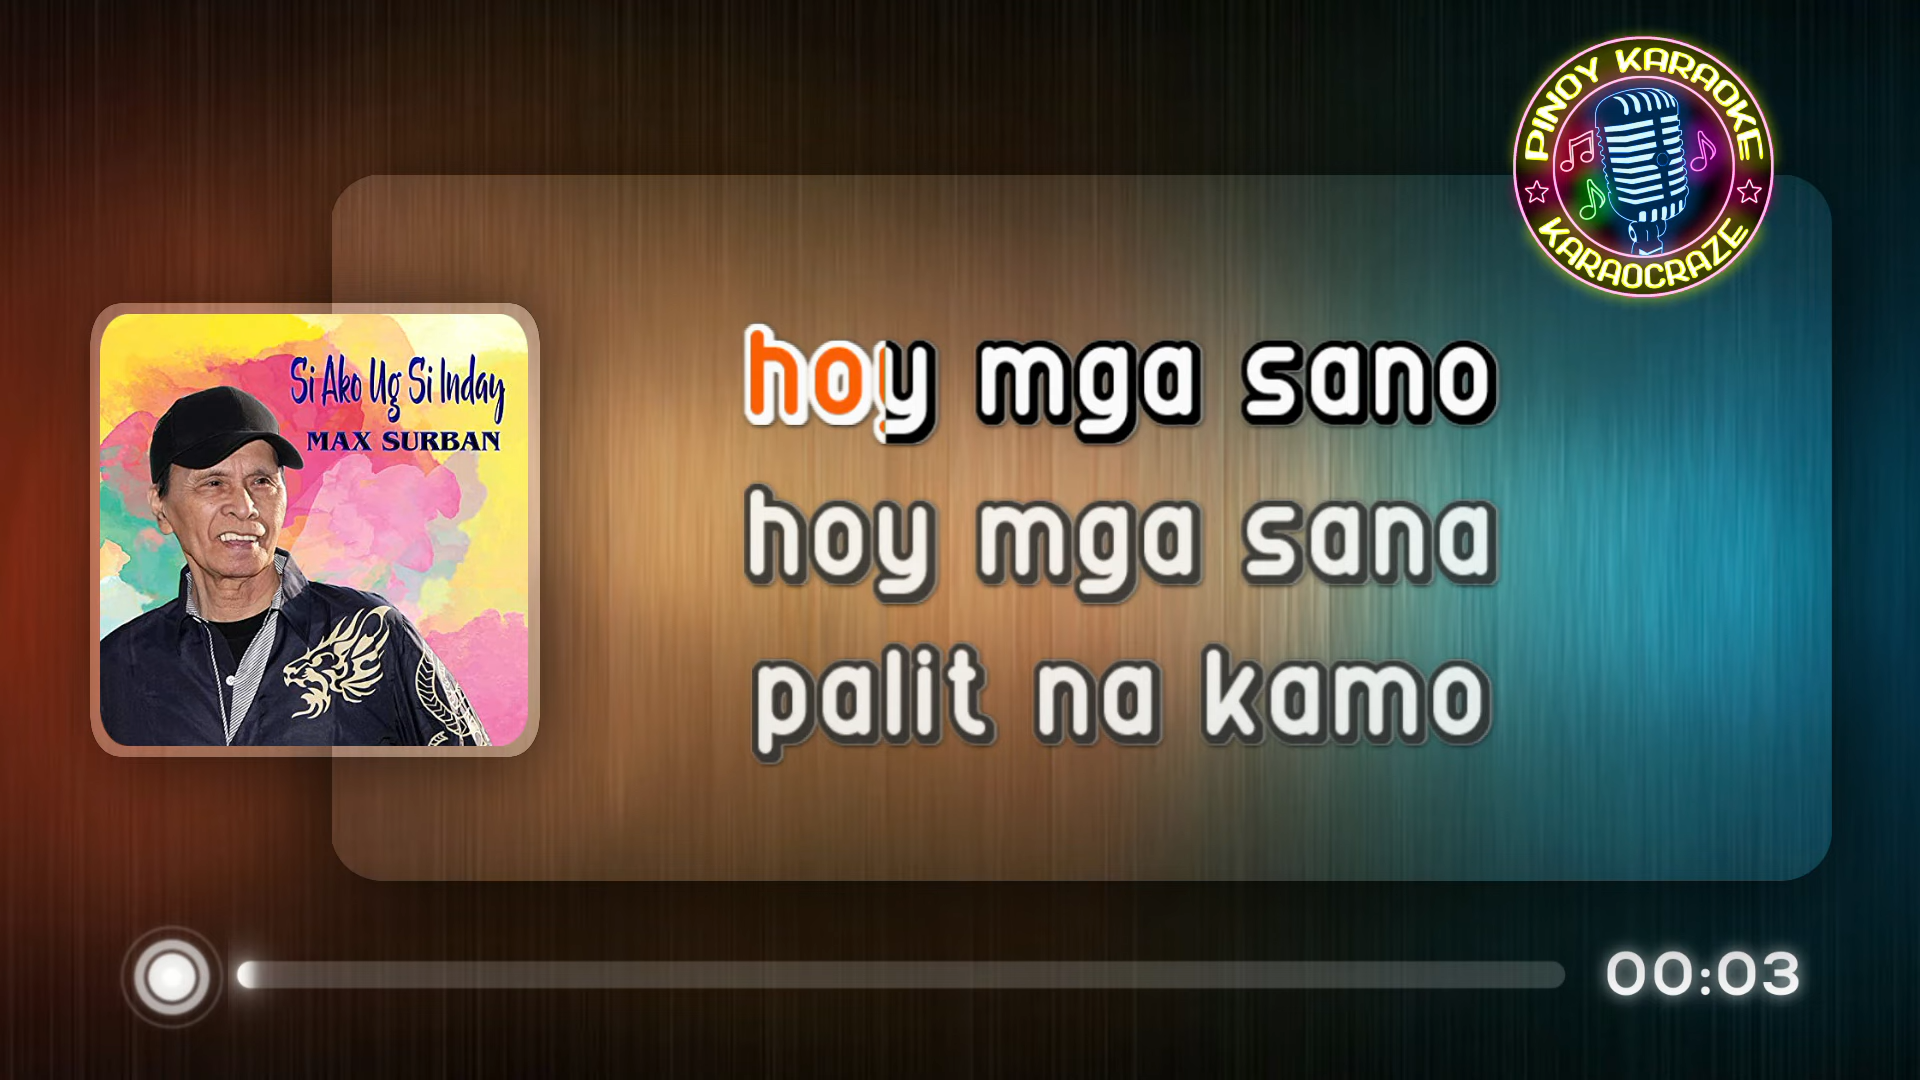 PINOY KARAOKE
KARAOCRAZE
Si Ako Ug Si Inday
MAX SURBAN
hoy mga sano
hoy mga sana
palit na kamo
00:03